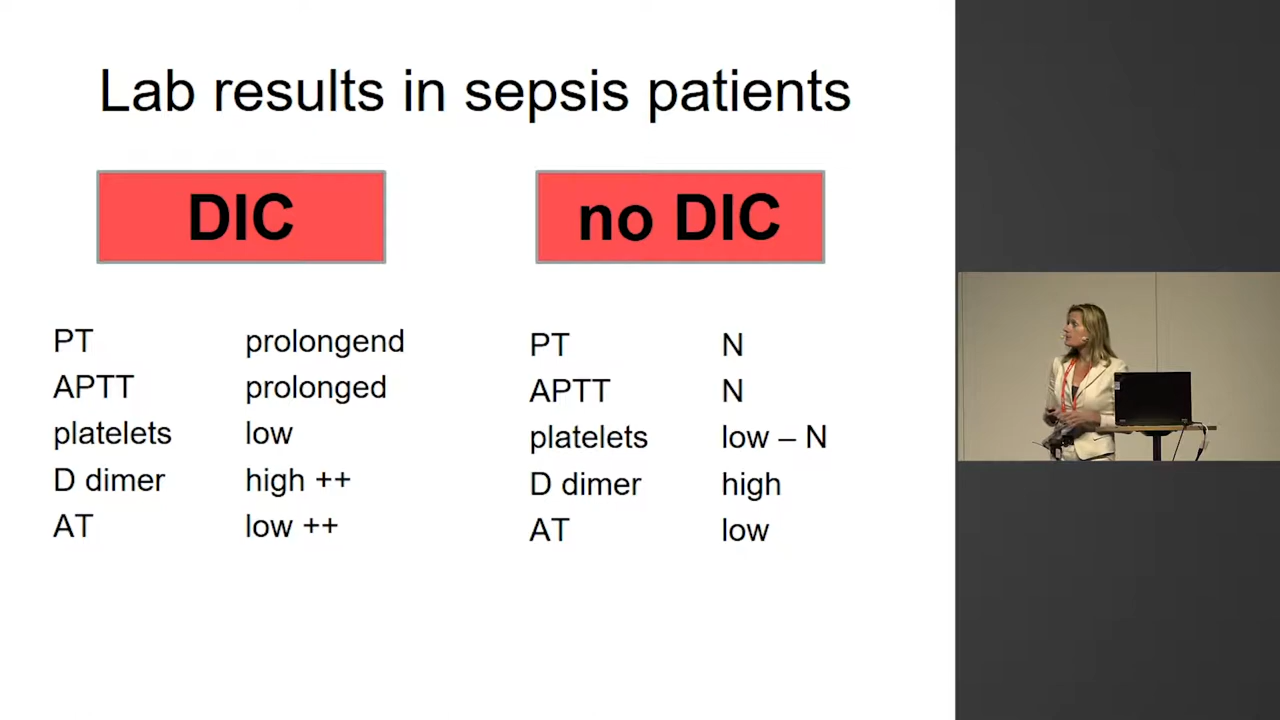 Lab results in sepsis patients
DIC
no DIC
PT prolongend
APTT prolonged
platelets low
D dimer high ++
AT low ++
PT N
APTT N
platelets low – N
D dimer high
AT low